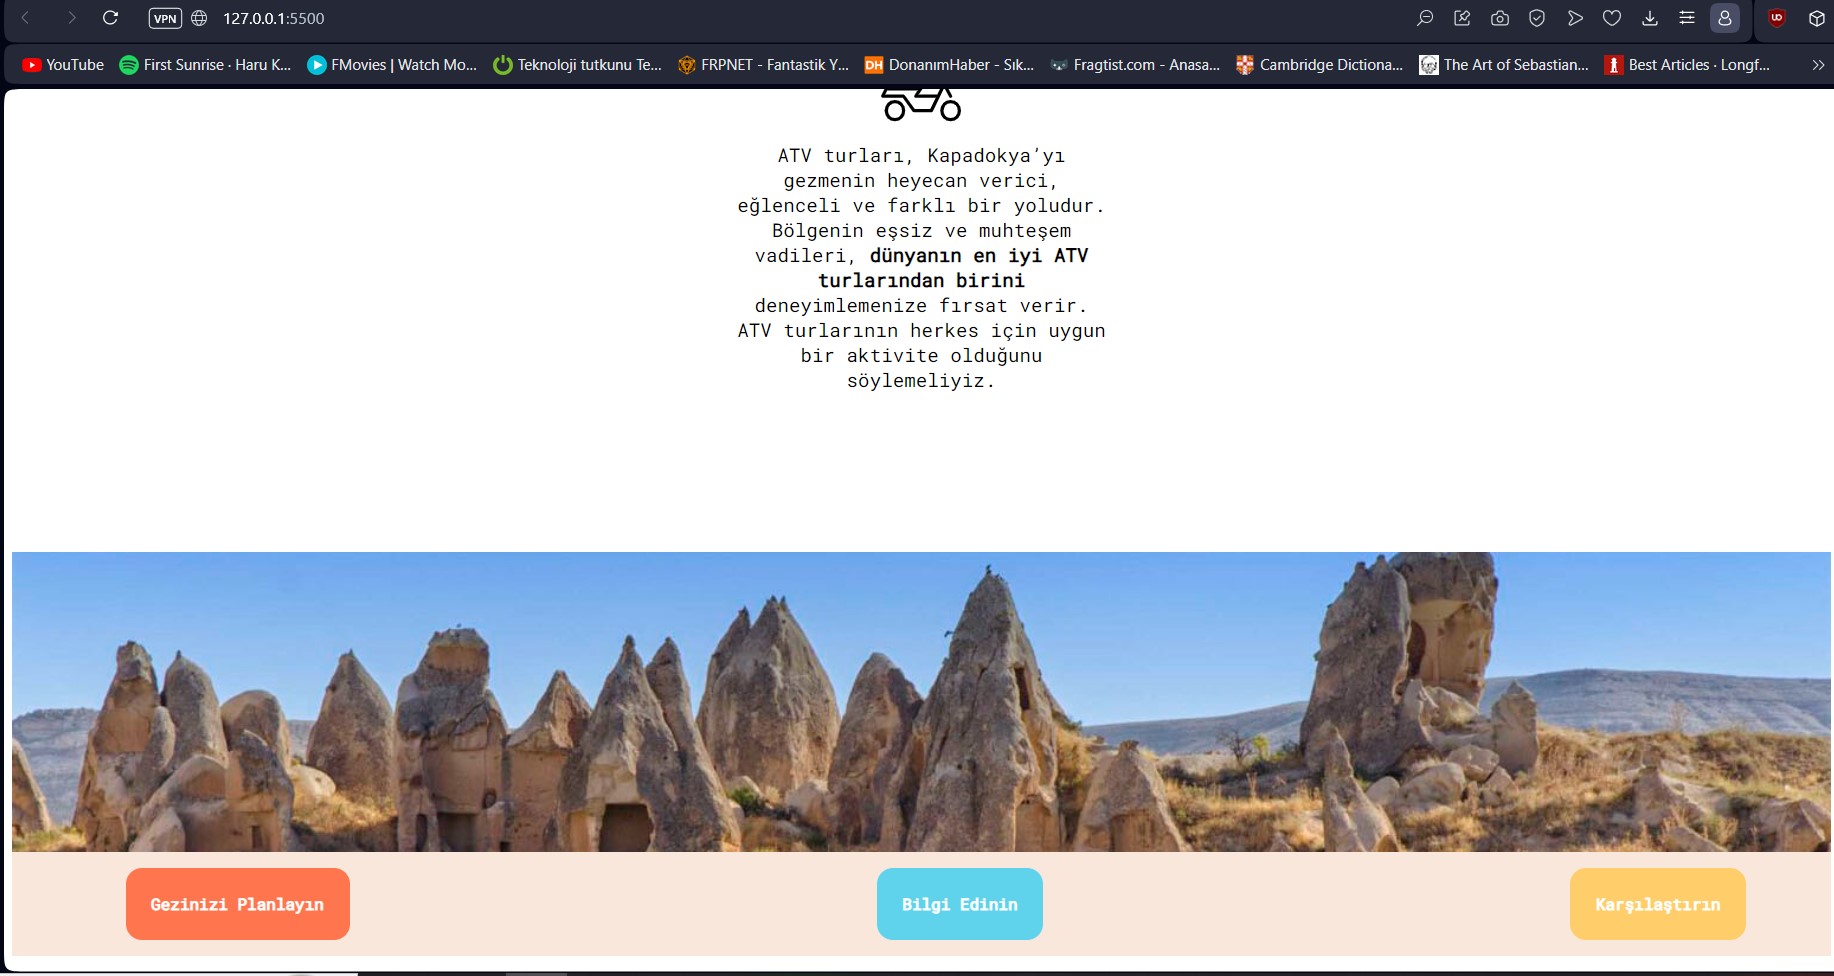 VPN 127.0.0.1:5500
YouTube First Sunrise · Haru K... FMovies | Watch Mo... Teknoloji tutkunu Te... FRPNET - Fantastik Y... DH DonanımHaber - Sık... Fragtist.com - Anasa... Cambridge Dictiona... The Art of Sebastian... Best Articles · Longf...
ATV turları, Kapadokya’yı
gezmenin heyecan verici,
eğlenceli ve farklı bir yoludur.
Bölgenin eşsiz ve muhteşem
vadileri, dünyanın en iyi ATV
turlarından birini
deneyimlemenize fırsat verir.
ATV turlarının herkes için uygun
bir aktivite olduğunu
söylemeliyiz.
Gezinizi Planlayın Bilgi Edinin Karşılaştırın